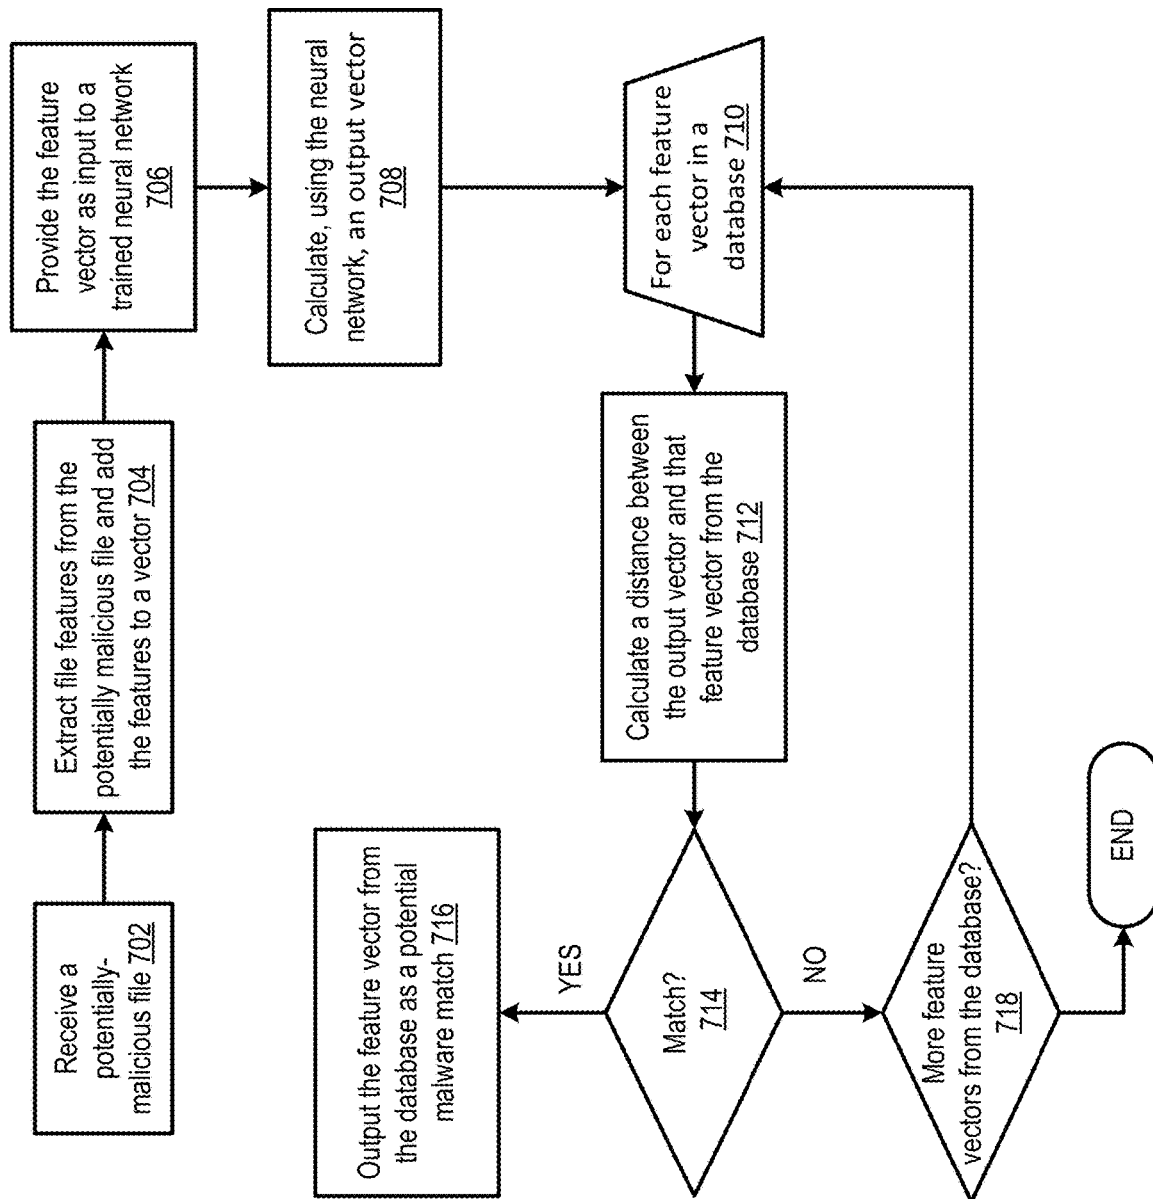 Receive a
potentially-
malicious file 702
Extract file features from the
potentially malicious file and add
the features to a vector 704
Provide the feature
vector as input to a
trained neural network
706
Calculate, using the neural
network, an output vector
708
For each feature
vector in a
database 710
Calculate a distance between
the output vector and that
feature vector from the
database 712
Match?
714
YES
NO
Output the feature vector from
the database as a potential
malware match 716
More feature
vectors from the database?
718
END